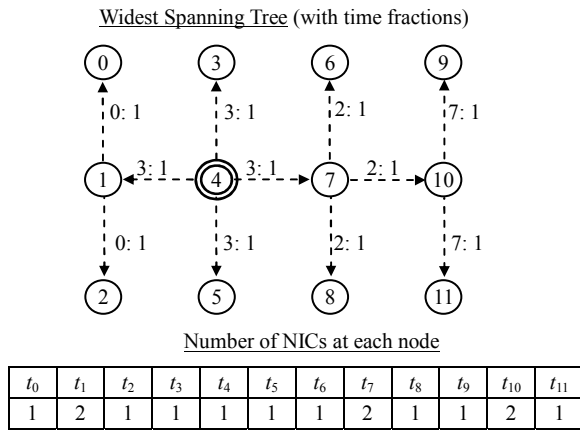 Widest Spanning Tree (with time fractions)
0 3 6 9
0: 1 3: 1 2: 1 7: 1
1 3: 1 4 3: 1 7 2: 1 10
0: 1 3: 1 2: 1 7: 1
2 5 8 11
Number of NICs at each node
t0 t1 t2 t3 t4 t5 t6 t7 t8 t9 t10 t11
1 2 1 1 1 1 1 2 1 1 2 1